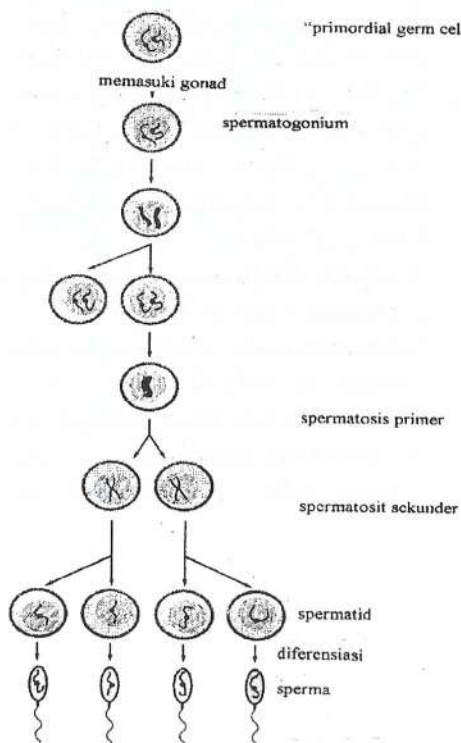 "primordial germ cel
memasuki gonad
spermatogonium
spermatosis primer
spermatosit sekunder
spermatid
diferensiasi
sperma